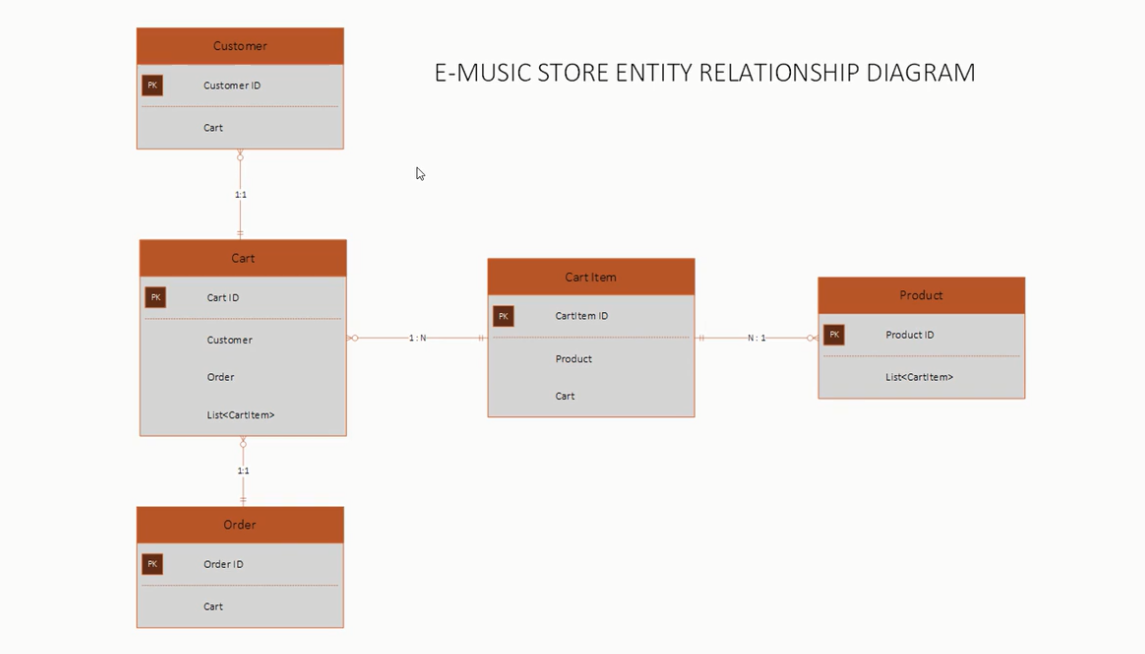 Customer
PK Customer ID
Cart
E-MUSIC STORE ENTITY RELATIONSHIP DIAGRAM
1:1
Cart
PK Cart ID
Customer
Order
List<CartItem>
1 : N
Cart Item
PK CartItem ID
Product
Cart
N : 1
Product
PK Product ID
List<CartItem>
1:1
Order
PK Order ID
Cart